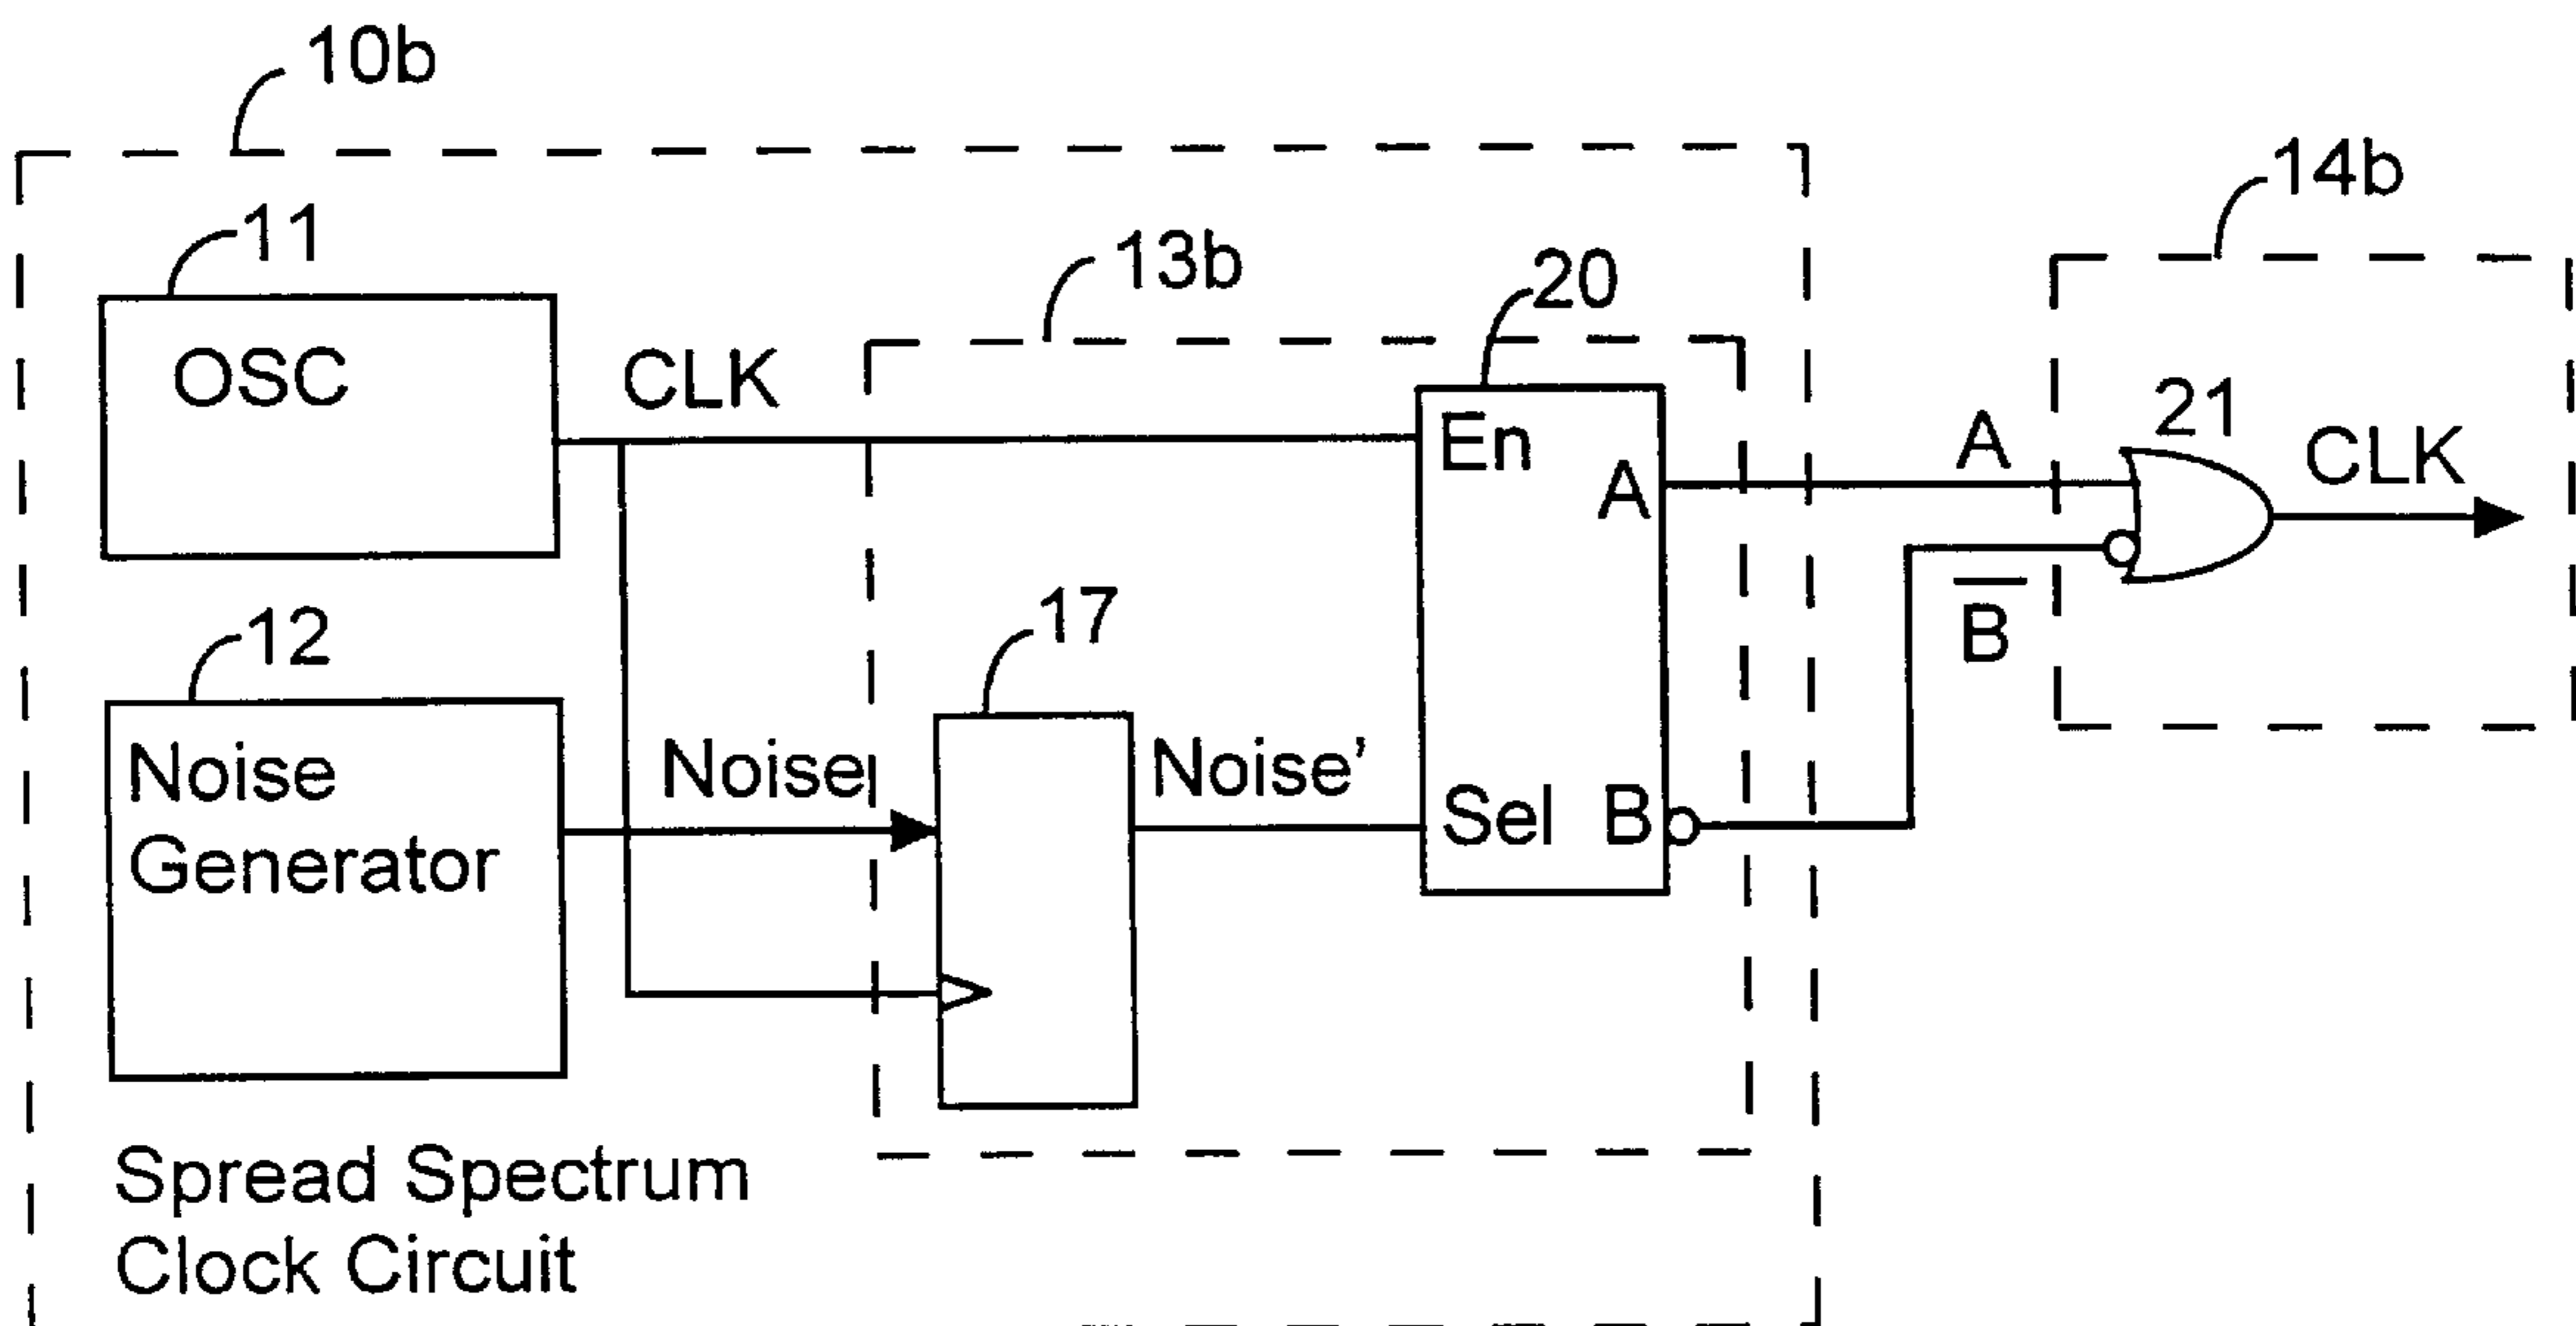 10b
14b
11
13b
20
OSC
CLK
En
A
A
21
CLK
12
17
B̅
Noise
Generator
Noise
Noise’
Sel
B
Spread Spectrum
Clock Circuit